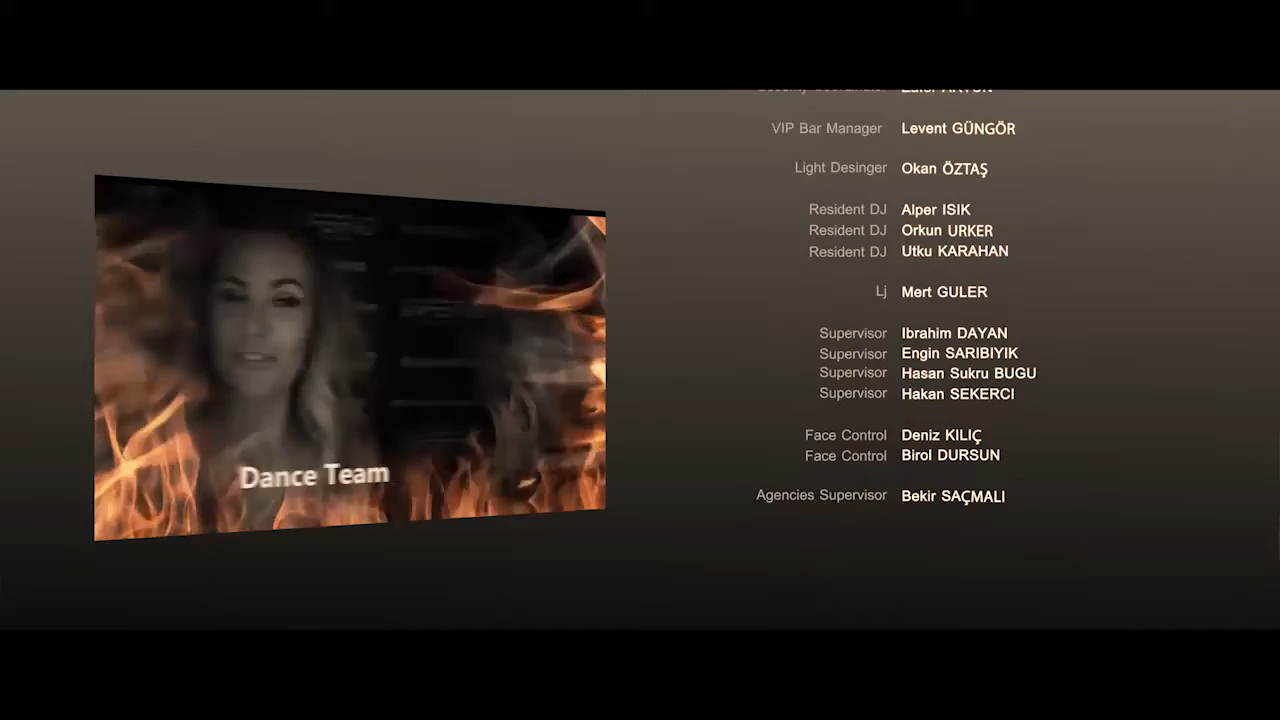 VIP Bar Manager Levent GÜNGÖR
Light Desinger Okan ÖZTAŞ
Resident DJ Alper ISIK
Resident DJ Orkun URKER
Resident DJ Utku KARAHAN
Lj Mert GULER
Supervisor Ibrahim DAYAN
Supervisor Engin SARIBIYIK
Supervisor Hasan Sukru BUGU
Supervisor Hakan SEKERCI
Face Control Deniz KILIÇ
Face Control Birol DURSUN
Agencies Supervisor Bekir SAÇMALI
Dance Team